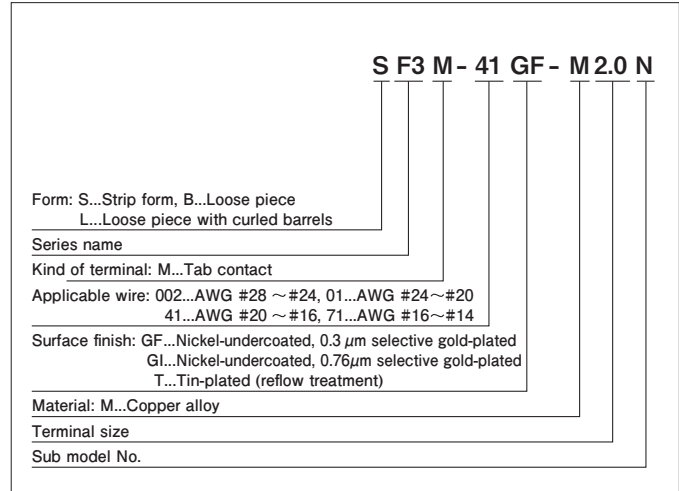 S F3 M - 41 GF - M 2.0 N
Form: S...Strip form, B...Loose piece
L...Loose piece with curled barrels
Series name
Kind of terminal: M...Tab contact
Applicable wire: 002...AWG #28 ~ #24, 01...AWG #24~#20
41...AWG #20 ~ #16, 71...AWG #16~#14
Surface finish: GF...Nickel-undercoated, 0.3 μm selective gold-plated
GI...Nickel-undercoated, 0.76μm selective gold-plated
T...Tin-plated (reflow treatment)
Material: M...Copper alloy
Terminal size
Sub model No.